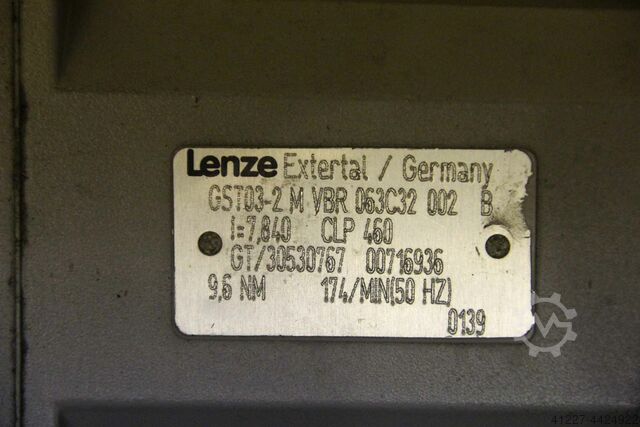 Lenze Extertal / Germany
GST03-2 M VBR 063C32 002 B
I=7,840 CLP 460
GT/30530767 00716936
9,6 NM 174/MIN(50 HZ)
0139
41227-4424922